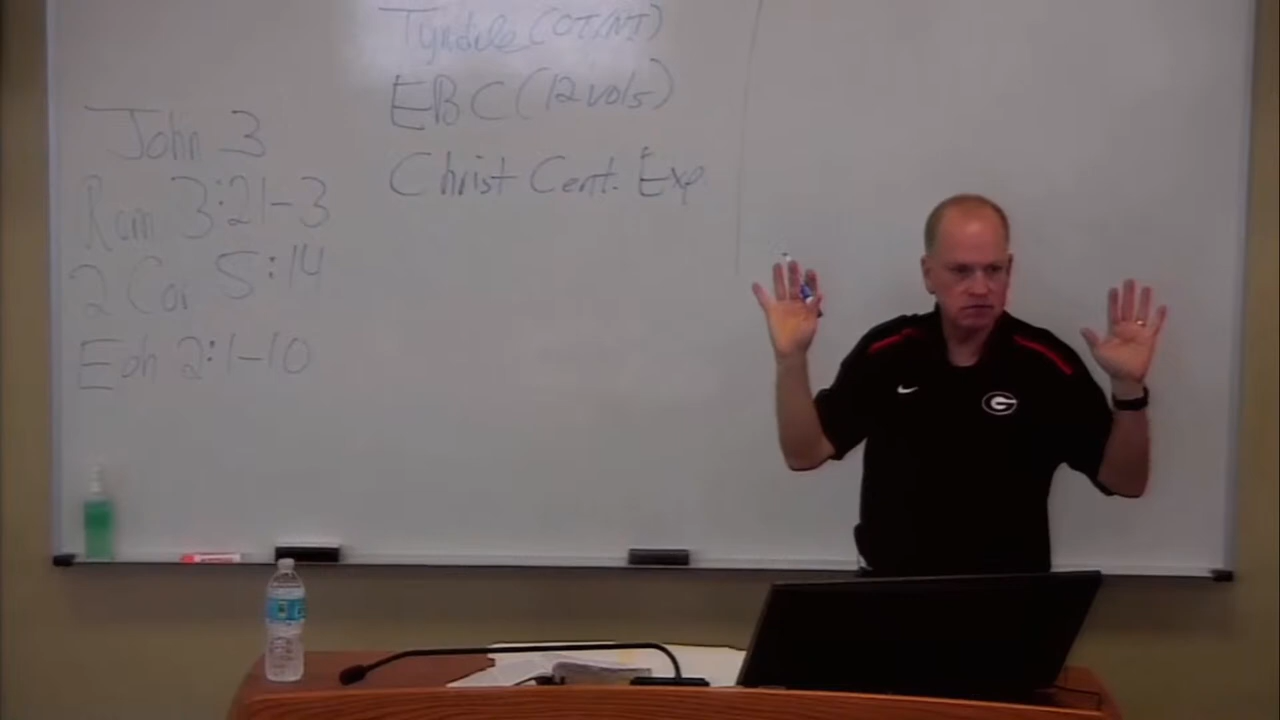 John 3
Rom 3:21-3
2 Cor 5:14
Eph 2:1-10
Tyndale (OT/NT)
EBC (12 vols)
Christ Cent. Exp
G